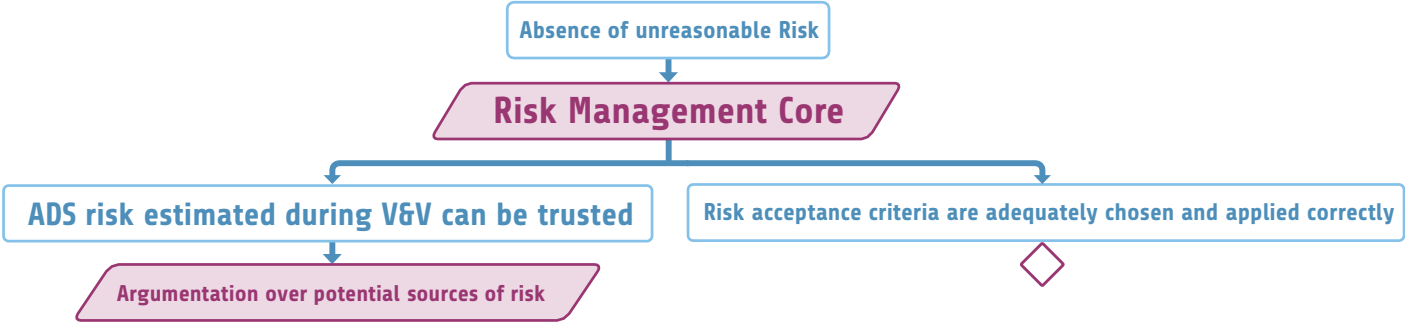 Absence of unreasonable Risk
Risk Management Core
ADS risk estimated during V&V can be trusted
Risk acceptance criteria are adequately chosen and applied correctly
Argumentation over potential sources of risk